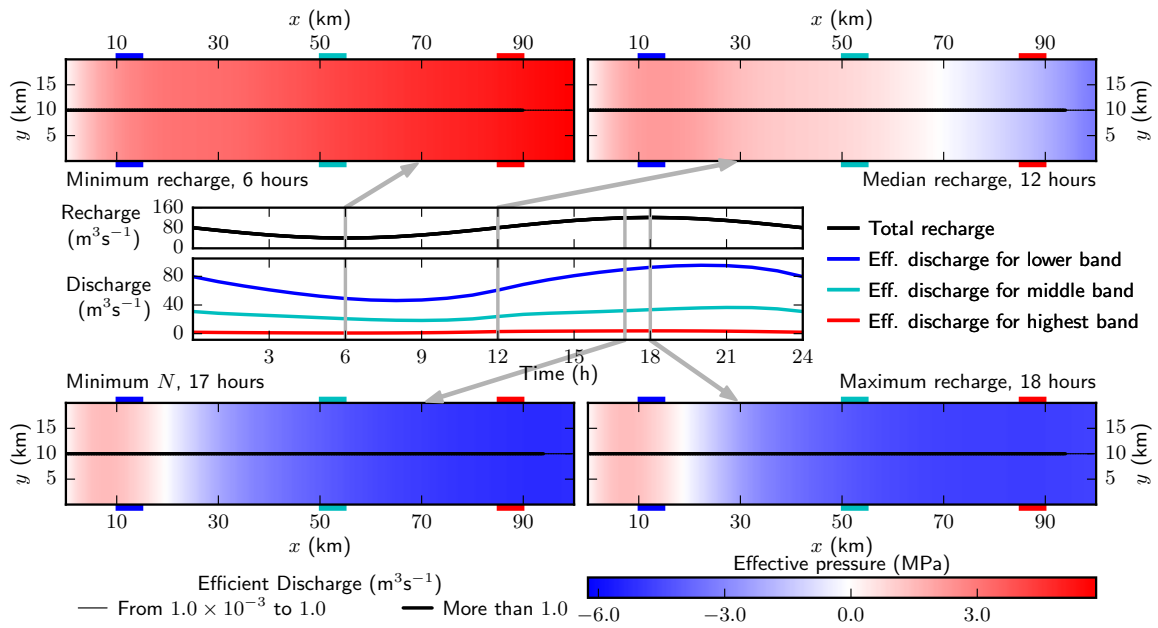 x (km)
x (km)
10 30 50 70 90
10 30 50 70 90
y (km)
15
10
5
15
10
5
y (km)
Minimum recharge, 6 hours
Median recharge, 12 hours
Recharge
(m³s⁻¹)
160
80
0
Discharge
(m³s⁻¹)
80
40
0
3 6 9 12 15 18 21 24
Time (h)
Total recharge
Eff. discharge for lower band
Eff. discharge for middle band
Eff. discharge for highest band
Minimum N, 17 hours
Maximum recharge, 18 hours
y (km)
15
10
5
15
10
5
y (km)
10 30 50 70 90
10 30 50 70 90
x (km)
x (km)
Efficient Discharge (m³s⁻¹)
From 1.0 × 10⁻³ to 1.0
More than 1.0
Effective pressure (MPa)
−6.0 −3.0 0.0 3.0